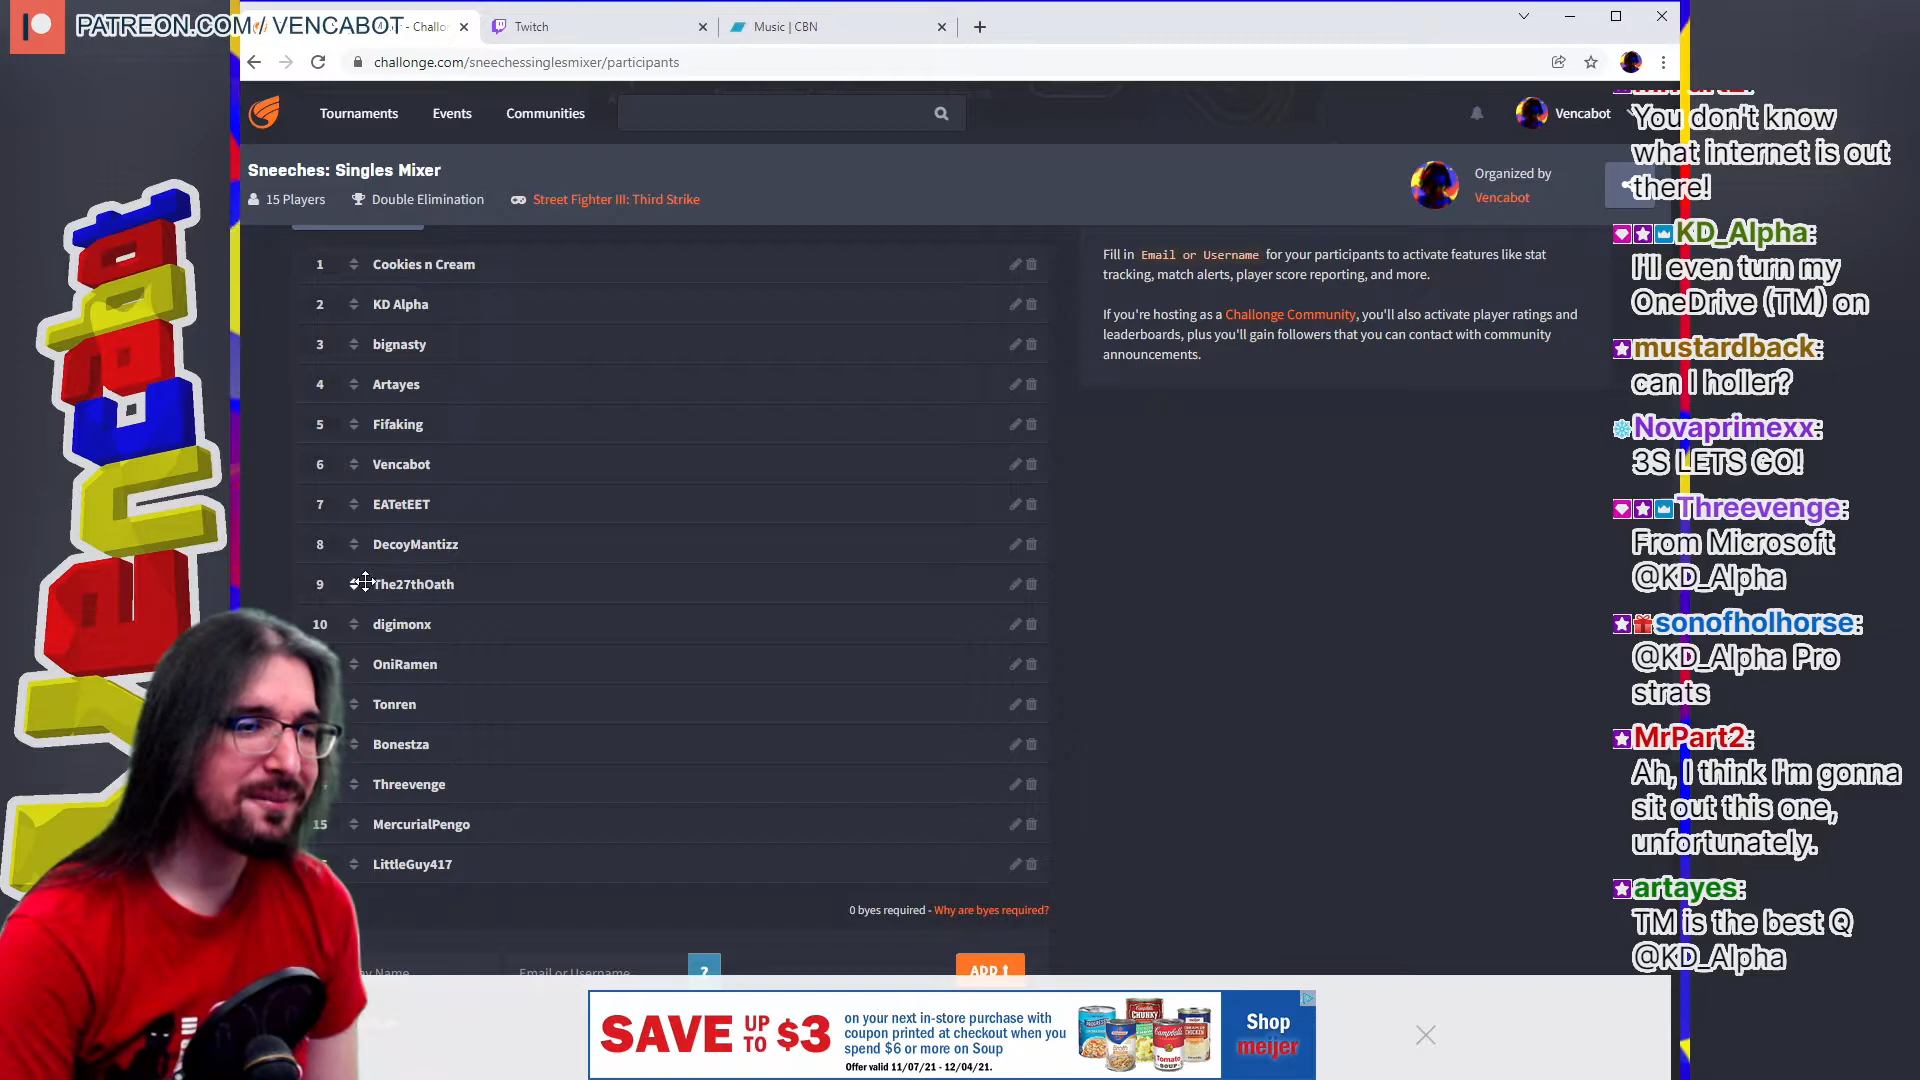 PATREON.COM / VENCABOT
Challo
Twitch
Music | CBN
challonge.com/sneechessinglesmixer/participants
Tournaments
Events
Communities
Vencabot
Sneeches: Singles Mixer
15 Players
Double Elimination
Street Fighter III: Third Strike
Organized by
Vencabot
1 Cookies n Cream
2 KD Alpha
3 bignasty
4 Artayes
5 Fifaking
6 Vencabot
7 EATetEET
8 DecoyMantizz
9 The27thOath
10 digimonx
OniRamen
Tonren
Bonestza
Threevenge
15 MercurialPengo
LittleGuy417
0 byes required - Why are byes required?
Name
Email or Username
?
ADD
Fill in Email or Username for your participants to activate features like stat
tracking, match alerts, player score reporting, and more.
If you're hosting as a Challonge Community, you'll also activate player ratings and
leaderboards, plus you'll gain followers that you can contact with community
announcements.
You don't know
what internet is out
there!
KD_Alpha:
I'll even turn my
OneDrive (TM) on
mustardback:
can I holler?
Novaprimexx:
3S LETS GO!
Threevenge:
From Microsoft
@KD_Alpha
sonofholhorse:
@KD_Alpha Pro
strats
MrPart2:
Ah, I think I'm gonna
sit out this one,
unfortunately.
artayes:
TM is the best Q
@KD_Alpha
SAVE UP TO $3
on your next in-store purchase with
coupon printed at checkout when you
spend $6 or more on Soup
Offer valid 11/07/21 - 12/04/21.
Shop
meijer